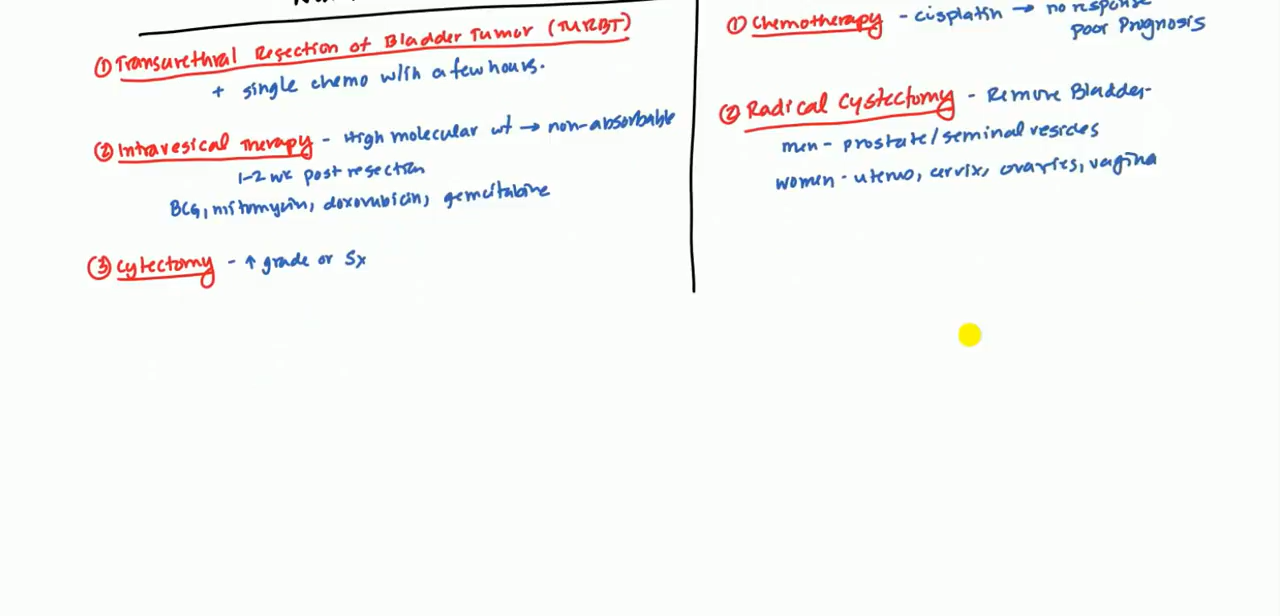 ① Transurethral Resection of Bladder Tumor (TURBT)
+ single chemo w/in a few hours.
② Intravesical Therapy - High molecular wt → non-absorbable
1-2 wk post resection
BCG, mitomycin, doxorubicin, gemcitabine
③ Cytectomy - ↑ grade or Sx
① Chemotherapy - cisplatin → no response
Poor Prognosis
② Radical Cystectomy - Remove Bladder
men - prostate/seminal vesicles
women - uterus, cervix, ovaries, vagina